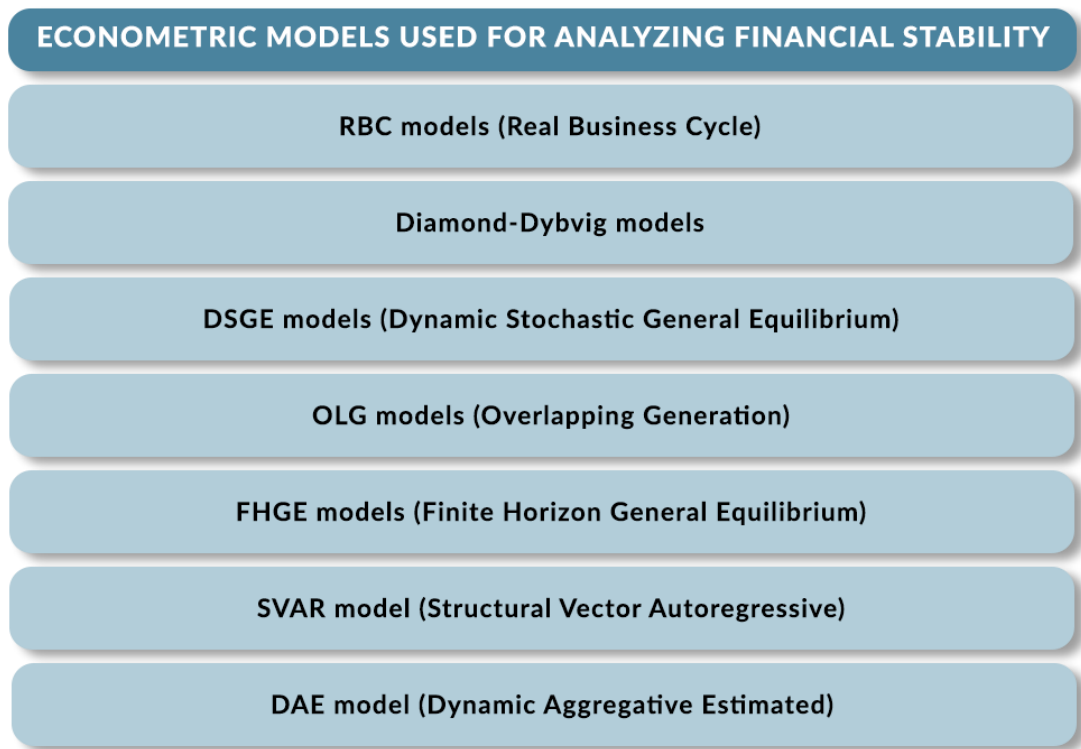 ECONOMETRIC MODELS USED FOR ANALYZING FINANCIAL STABILITY
RBC models (Real Business Cycle)
Diamond-Dybvig models
DSGE models (Dynamic Stochastic General Equilibrium)
OLG models (Overlapping Generation)
FHGE models (Finite Horizon General Equilibrium)
SVAR model (Structural Vector Autoregressive)
DAE model (Dynamic Aggregative Estimated)